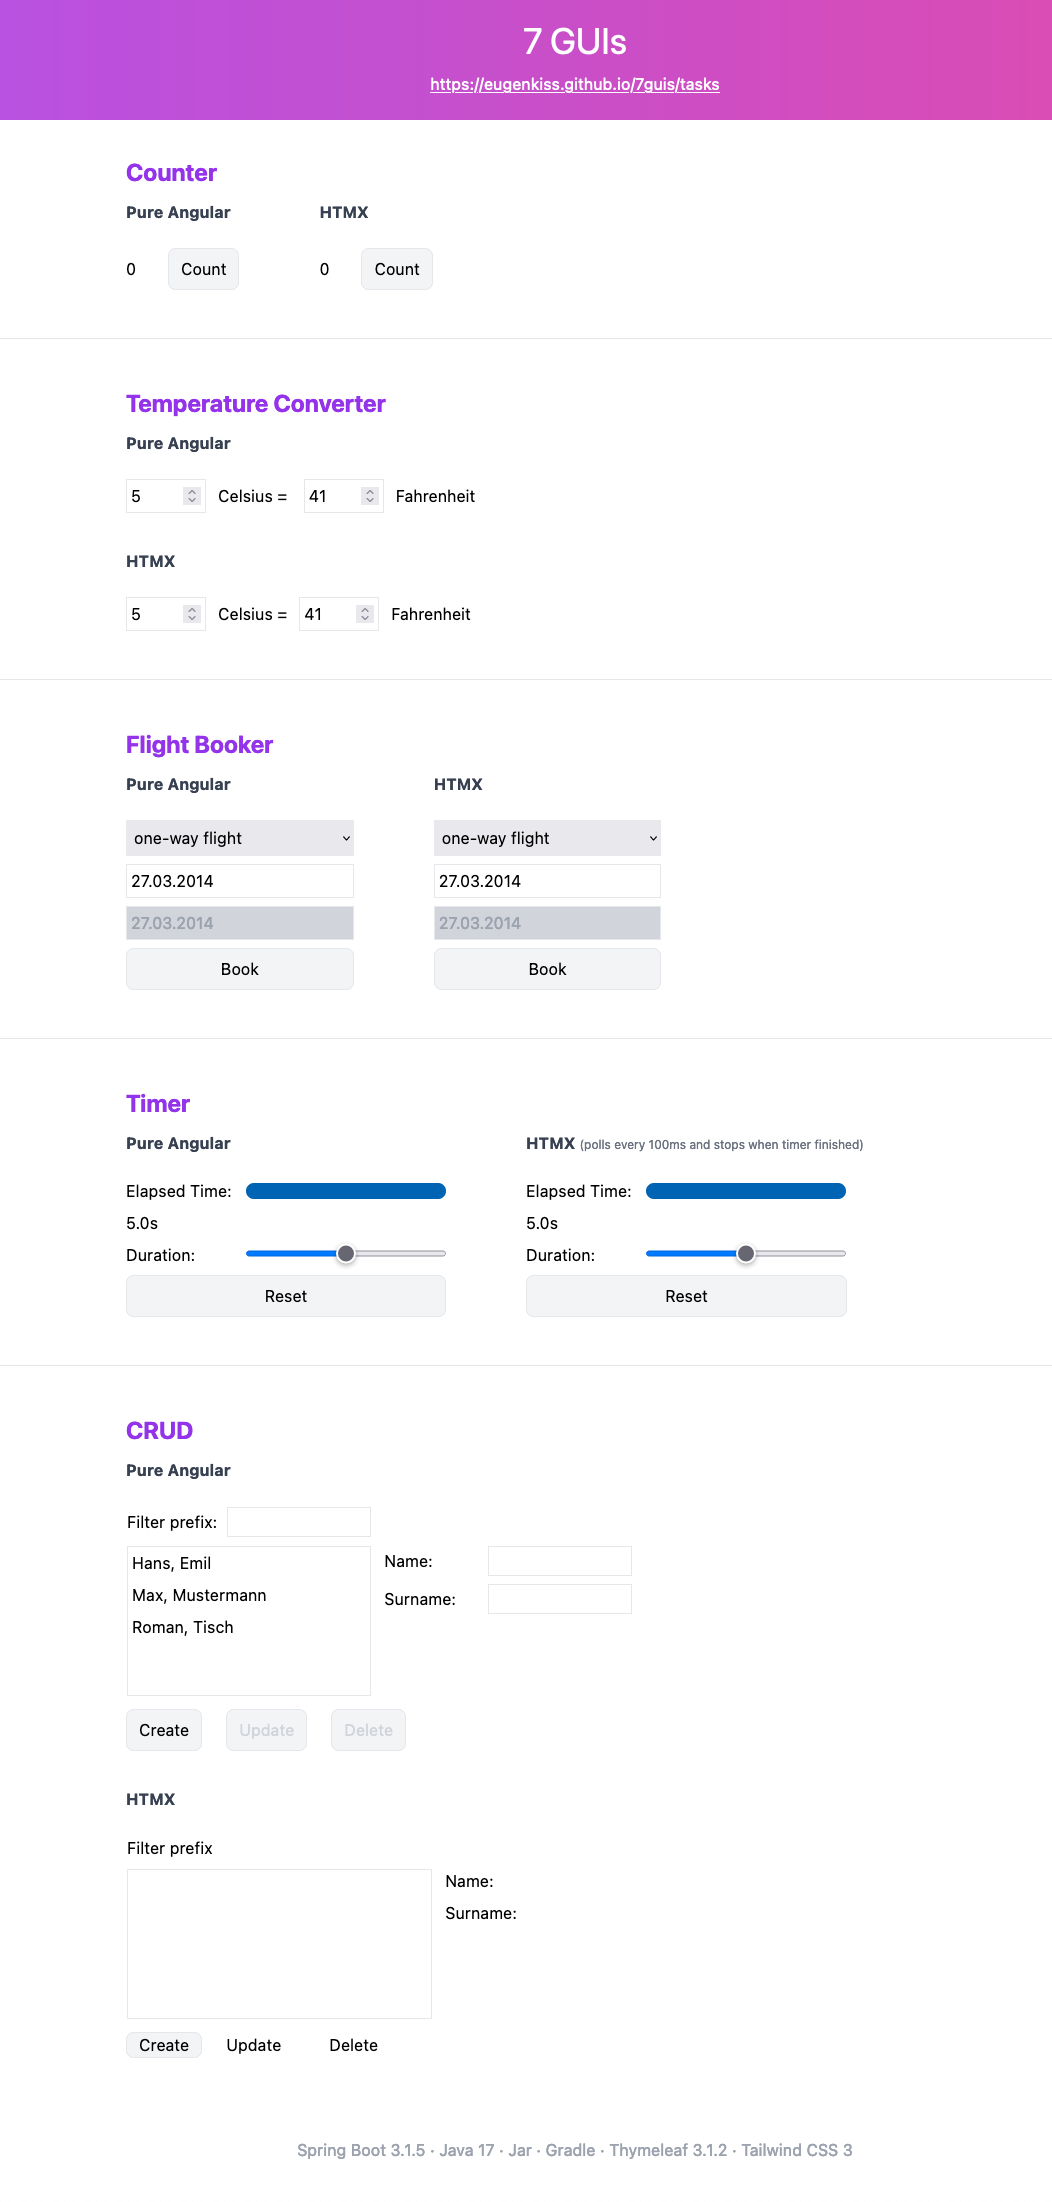 7 GUIs
https://eugenkiss.github.io/7guis/tasks
Counter
Pure Angular
HTMX
0 Count
0 Count
Temperature Converter
Pure Angular
5 Celsius = 41 Fahrenheit
HTMX
5 Celsius = 41 Fahrenheit
Flight Booker
Pure Angular
one-way flight
27.03.2014
27.03.2014
Book
HTMX
one-way flight
27.03.2014
27.03.2014
Book
Timer
Pure Angular
Elapsed Time:
5.0s
Duration:
Reset
HTMX (polls every 100ms and stops when timer finished)
Elapsed Time:
5.0s
Duration:
Reset
CRUD
Pure Angular
Filter prefix:
Hans, Emil
Max, Mustermann
Roman, Tisch
Name:
Surname:
Create Update Delete
HTMX
Filter prefix
Name:
Surname:
Create Update Delete
Spring Boot 3.1.5 · Java 17 · Jar · Gradle · Thymeleaf 3.1.2 · Tailwind CSS 3